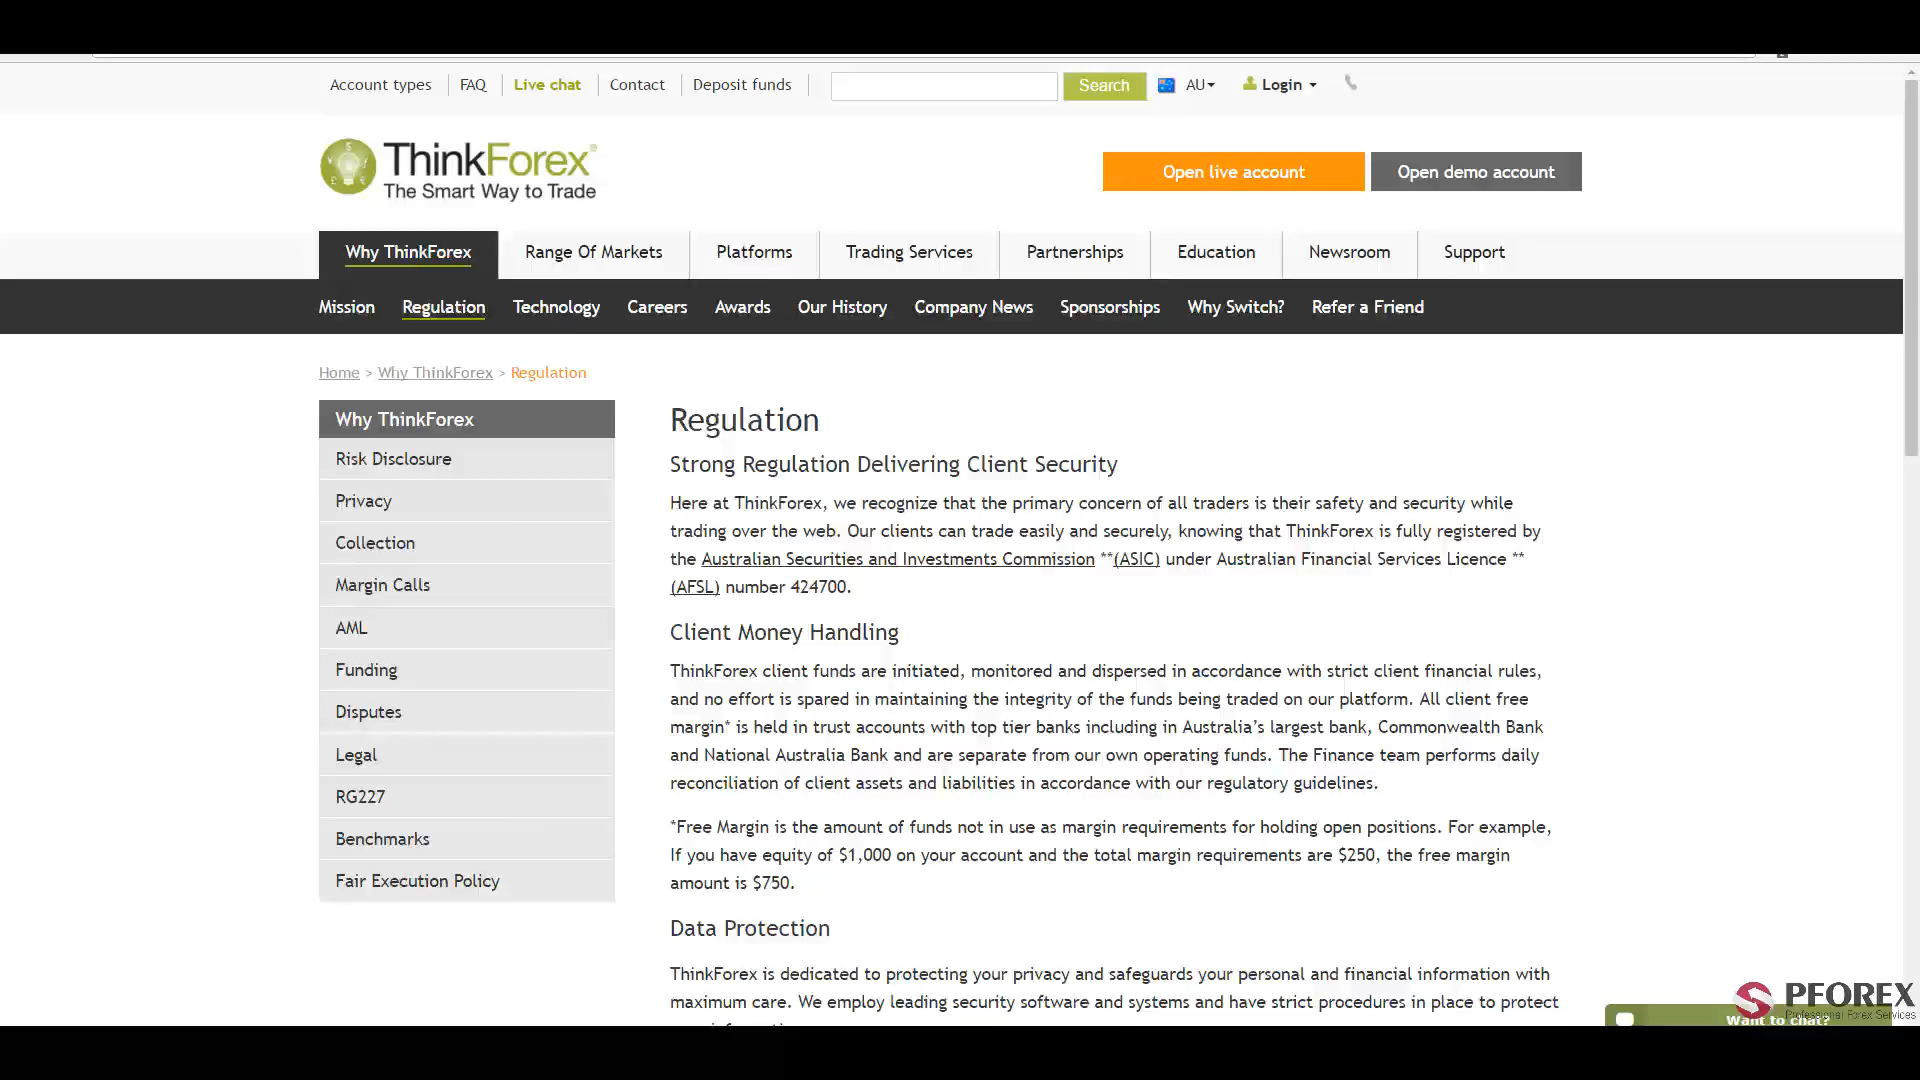 Account types FAQ Live chat Contact Deposit funds Search AU Login
ThinkForex®
The Smart Way to Trade
Open live account Open demo account
Why ThinkForex Range Of Markets Platforms Trading Services Partnerships Education Newsroom Support
Mission Regulation Technology Careers Awards Our History Company News Sponsorships Why Switch? Refer a Friend
Home > Why ThinkForex > Regulation
Why ThinkForex
Risk Disclosure
Privacy
Collection
Margin Calls
AML
Funding
Disputes
Legal
RG227
Benchmarks
Fair Execution Policy
Regulation
Strong Regulation Delivering Client Security
Here at ThinkForex, we recognize that the primary concern of all traders is their safety and security while
trading over the web. Our clients can trade easily and securely, knowing that ThinkForex is fully registered by
the Australian Securities and Investments Commission **(ASIC) under Australian Financial Services Licence **
(AFSL) number 424700.
Client Money Handling
ThinkForex client funds are initiated, monitored and dispersed in accordance with strict client financial rules,
and no effort is spared in maintaining the integrity of the funds being traded on our platform. All client free
margin* is held in trust accounts with top tier banks including in Australia's largest bank, Commonwealth Bank
and National Australia Bank and are separate from our own operating funds. The Finance team performs daily
reconciliation of client assets and liabilities in accordance with our regulatory guidelines.
*Free Margin is the amount of funds not in use as margin requirements for holding open positions. For example,
If you have equity of $1,000 on your account and the total margin requirements are $250, the free margin
amount is $750.
Data Protection
ThinkForex is dedicated to protecting your privacy and safeguards your personal and financial information with
maximum care. We employ leading security software and systems and have strict procedures in place to protect
Want to chat?
PFOREX
Professional Forex Services